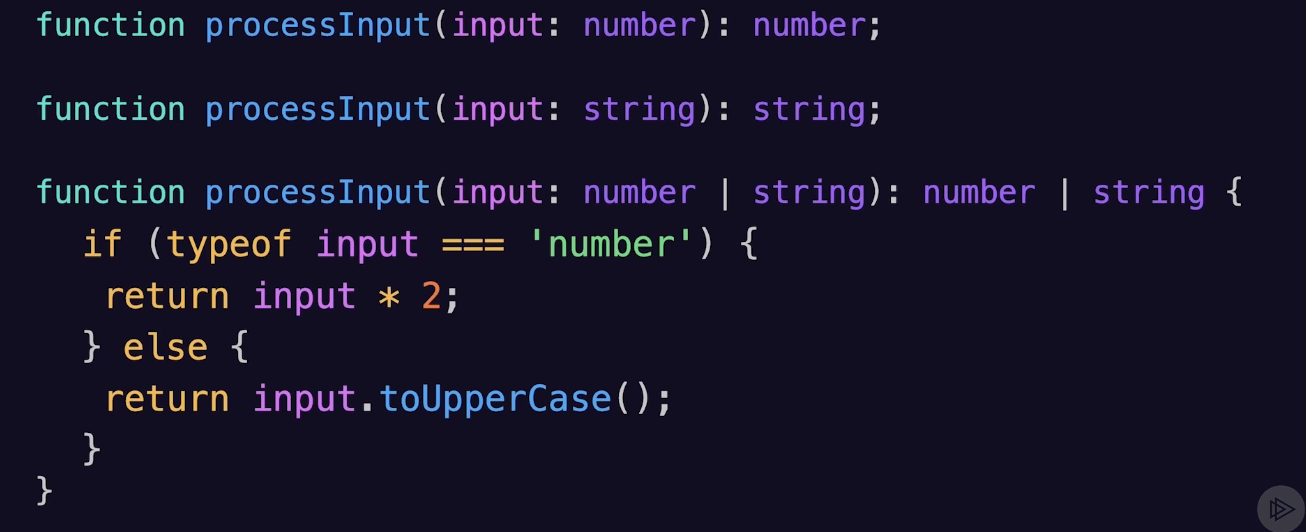 function processInput(input: number): number;
function processInput(input: string): string;
function processInput(input: number | string): number | string {
if (typeof input === 'number') {
return input * 2;
} else {
return input.toUpperCase();
}
}